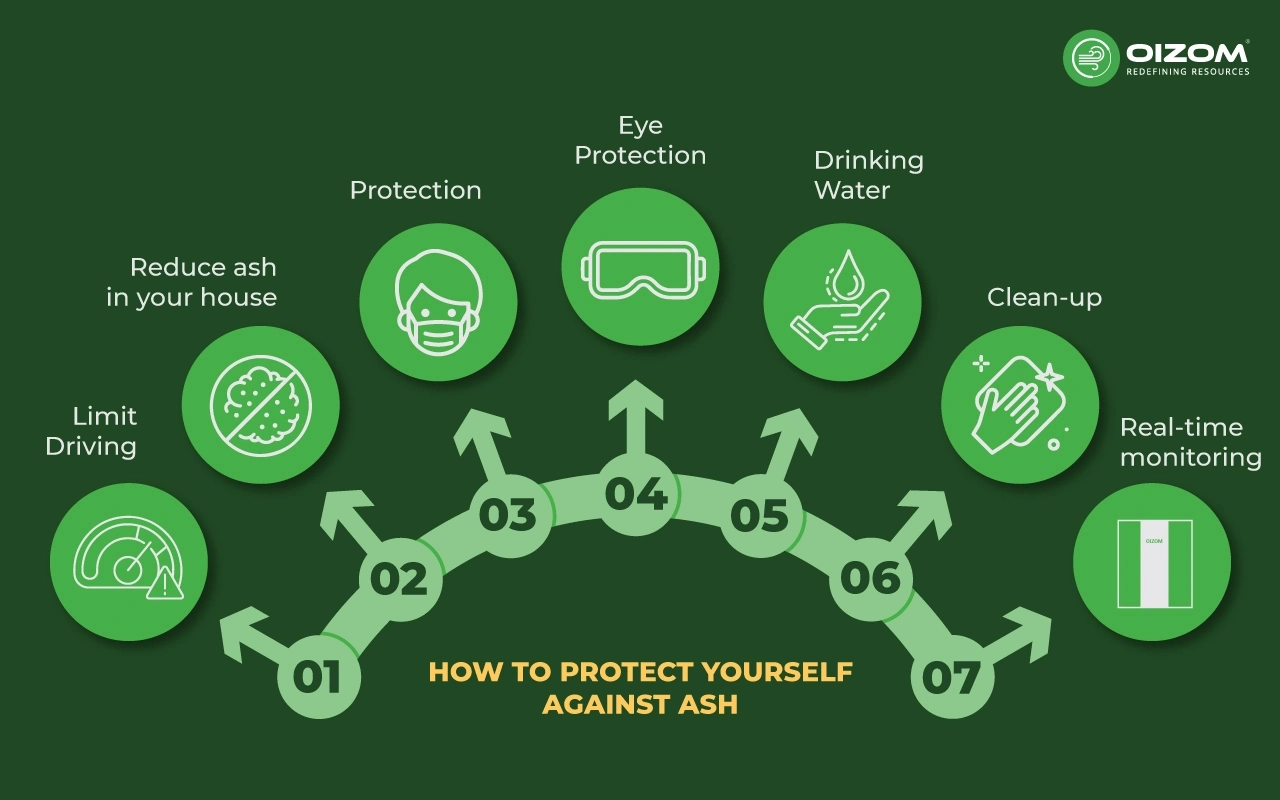 OIZOM
REDEFINING RESOURCES
Limit
Driving
Reduce ash
in your house
Protection
Eye
Protection
Drinking
Water
Clean-up
Real-time
monitoring
OIZOM
01
02
03
04
05
06
07
HOW TO PROTECT YOURSELF
AGAINST ASH